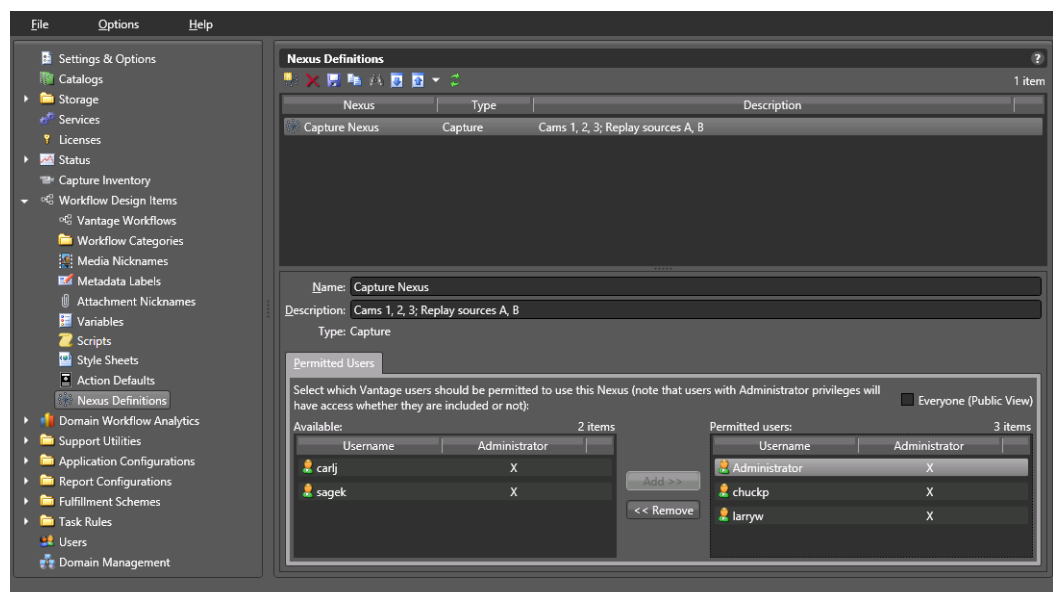 File Options Help
Settings & Options
Catalogs
Storage
Services
Licenses
Status
Capture Inventory
Workflow Design Items
Vantage Workflows
Workflow Categories
Media Nicknames
Metadata Labels
Attachment Nicknames
Variables
Scripts
Style Sheets
Action Defaults
Nexus Definitions
Domain Workflow Analytics
Support Utilities
Application Configurations
Report Configurations
Fulfillment Schemes
Task Rules
Users
Domain Management
Nexus Definitions ?
1 item
Nexus Type Description
Capture Nexus Capture Cams 1, 2, 3; Replay sources A, B
Name: Capture Nexus
Description: Cams 1, 2, 3; Replay sources A, B
Type: Capture
Permitted Users
Select which Vantage users should be permitted to use this Nexus (note that users with Administrator privileges will
have access whether they are included or not):
Everyone (Public View)
Available: 2 items
Username Administrator
carlj X
sagek X
Add >>
<< Remove
Permitted users: 3 items
Username Administrator
Administrator X
chuckp X
larryw X